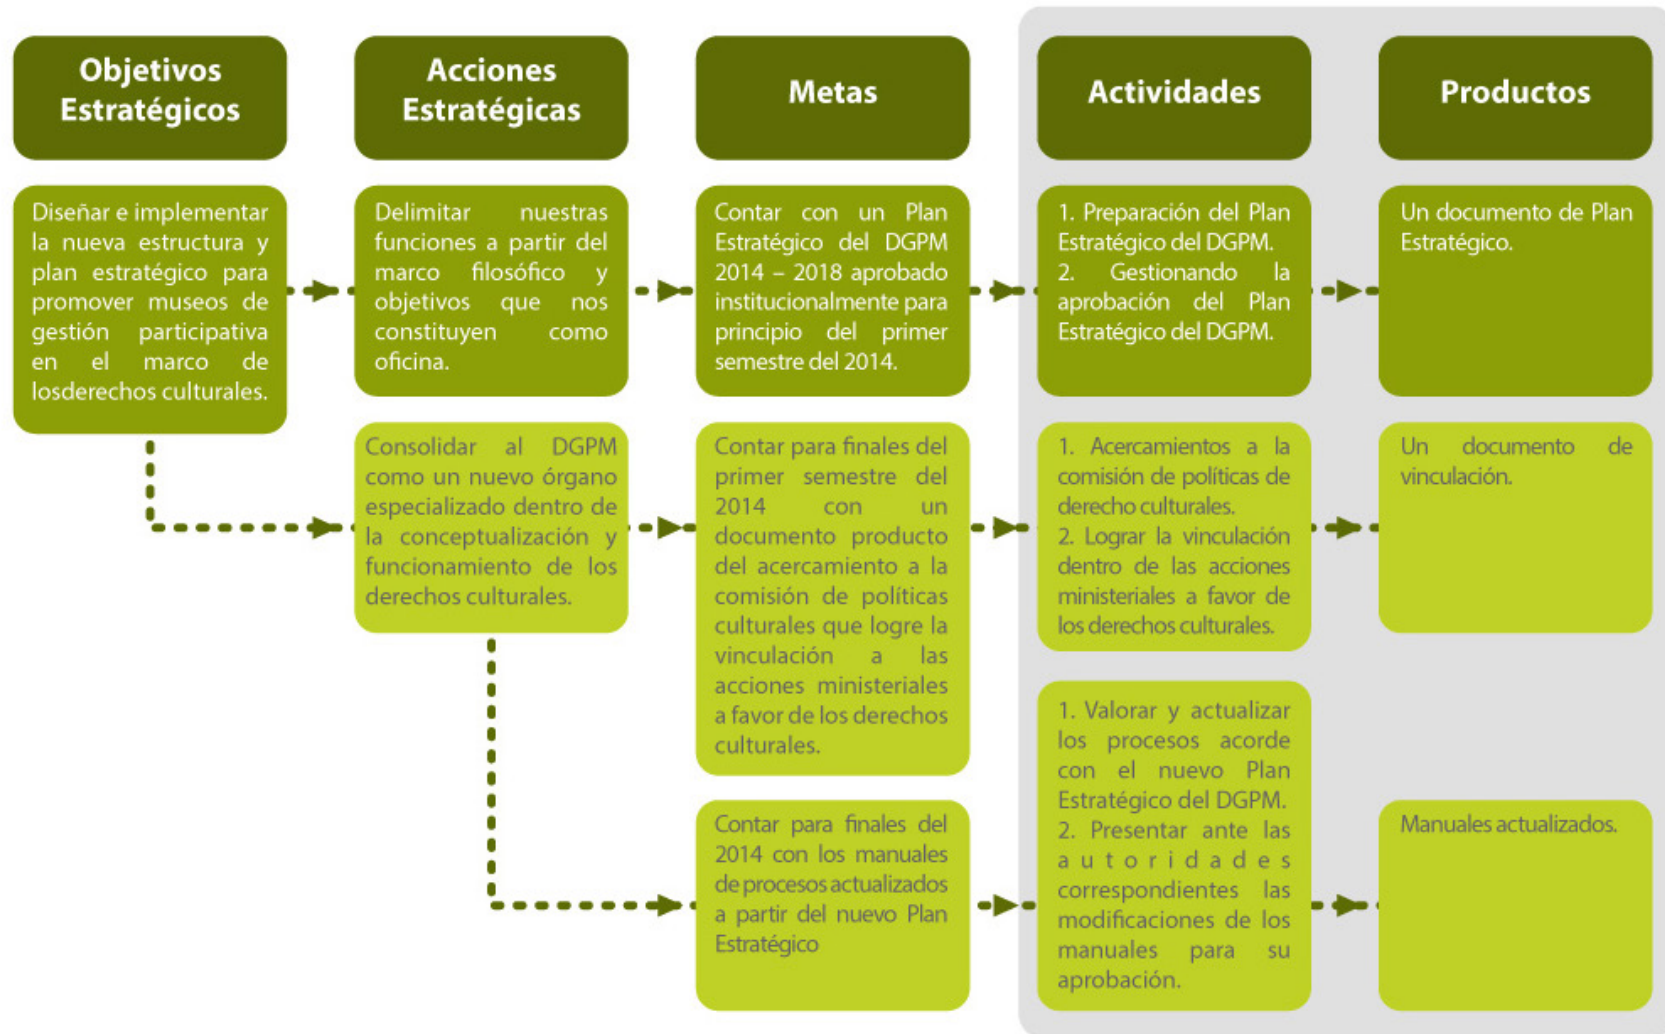 Objetivos
Estratégicos
Acciones
Estratégicas
Metas
Actividades
Productos
Diseñar e implementar
la nueva estructura y
plan estratégico para
promover museos de
gestión participativa
en el marco de
losderechos culturales.
Delimitar nuestras
funciones a partir del
marco filosófico y
objetivos que nos
constituyen como
oficina.
Contar con un Plan
Estratégico del DGPM
2014 – 2018 aprobado
institucionalmente para
principio del primer
semestre del 2014.
1. Preparación del Plan
Estratégico del DGPM.
2. Gestionando la
aprobación del Plan
Estratégico del DGPM.
Un documento de Plan
Estratégico.
Consolidar al DGPM
como un nuevo órgano
especializado dentro de
la conceptualización y
funcionamiento de los
derechos culturales.
Contar para finales del
primer semestre del
2014 con un
documento producto
del acercamiento a la
comisión de políticas
culturales que logre la
vinculación a las
acciones ministeriales
a favor de los derechos
culturales.
1. Acercamientos a la
comisión de políticas de
derecho culturales.
2. Lograr la vinculación
dentro de las acciones
ministeriales a favor de
los derechos culturales.
Un documento de
vinculación.
Contar para finales del
2014 con los manuales
de procesos actualizados
a partir del nuevo Plan
Estratégico
1. Valorar y actualizar
los procesos acorde
con el nuevo Plan
Estratégico del DGPM.
2. Presentar ante las
autoridades
correspondientes las
modificaciones de los
manuales para su
aprobación.
Manuales actualizados.